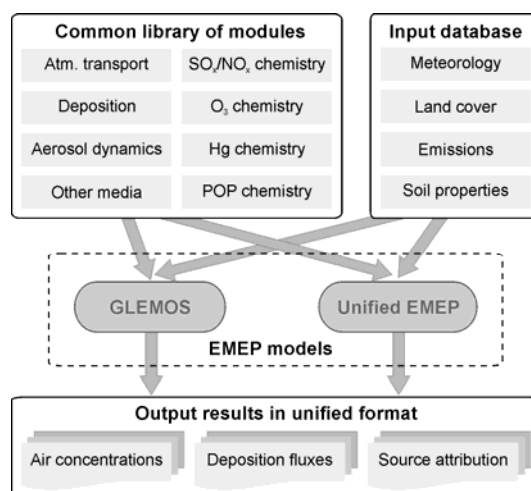 Common library of modules
Atm. transport
SOx/NOx chemistry
Deposition
O3 chemistry
Aerosol dynamics
Hg chemistry
Other media
POP chemistry
Input database
Meteorology
Land cover
Emissions
Soil properties
GLEMOS
Unified EMEP
EMEP models
Output results in unified format
Air concentrations
Deposition fluxes
Source attribution